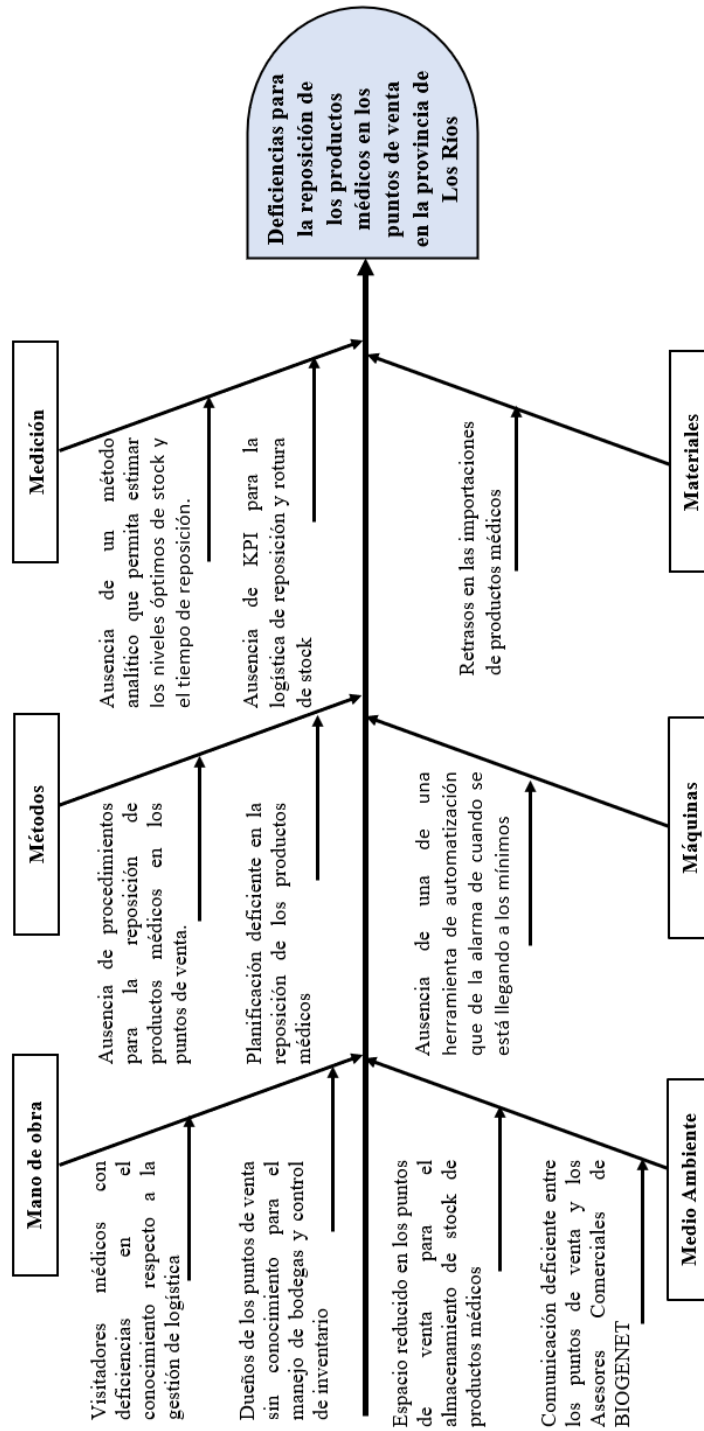 Mano de obra
Métodos
Medición
Visitadores médicos con
deficiencias en el
conocimiento respecto a la
gestión de logística
Dueños de los puntos de venta
sin conocimiento para el
manejo de bodegas y control
de inventario
Ausencia de procedimientos
para la reposición de
productos médicos en los
puntos de venta.
Planificación deficiente en la
reposición de los productos
médicos
Ausencia de un método
analítico que permita estimar
los niveles óptimos de stock y
el tiempo de reposición.
Ausencia de KPI para la
logística de reposición y rotura
de stock
Deficiencias para
la reposición de
los productos
médicos en los
puntos de venta
en la provincia de
Los Ríos
Espacio reducido en los puntos
de venta para el
almacenamiento de stock de
productos médicos
Comunicación deficiente entre
los puntos de venta y los
Asesores Comerciales de
BIOGENET
Ausencia de una de una
herramienta de automatización
que de la alarma de cuando se
está llegando a los mínimos
Retrasos en las importaciones
de productos médicos
Medio Ambiente
Máquinas
Materiales